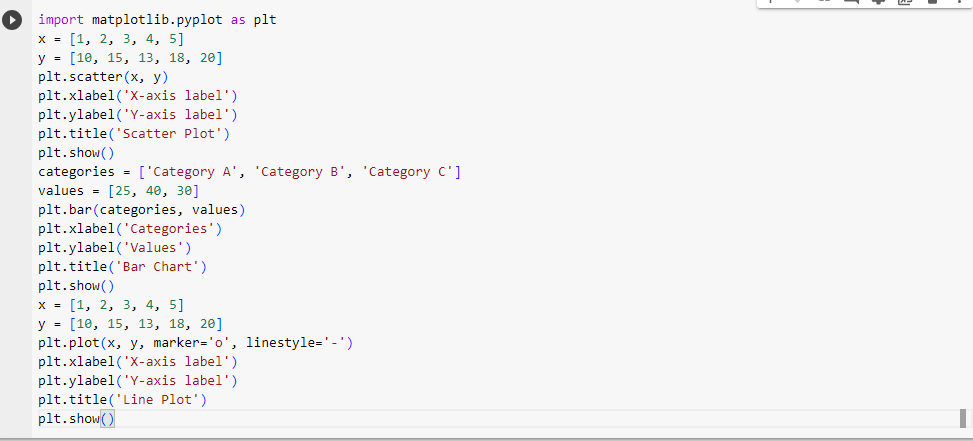 import matplotlib.pyplot as plt
x = [1, 2, 3, 4, 5]
y = [10, 15, 13, 18, 20]
plt.scatter(x, y)
plt.xlabel('X-axis label')
plt.ylabel('Y-axis label')
plt.title('Scatter Plot')
plt.show()
categories = ['Category A', 'Category B', 'Category C']
values = [25, 40, 30]
plt.bar(categories, values)
plt.xlabel('Categories')
plt.ylabel('Values')
plt.title('Bar Chart')
plt.show()
x = [1, 2, 3, 4, 5]
y = [10, 15, 13, 18, 20]
plt.plot(x, y, marker='o', linestyle='-')
plt.xlabel('X-axis label')
plt.ylabel('Y-axis label')
plt.title('Line Plot')
plt.show()